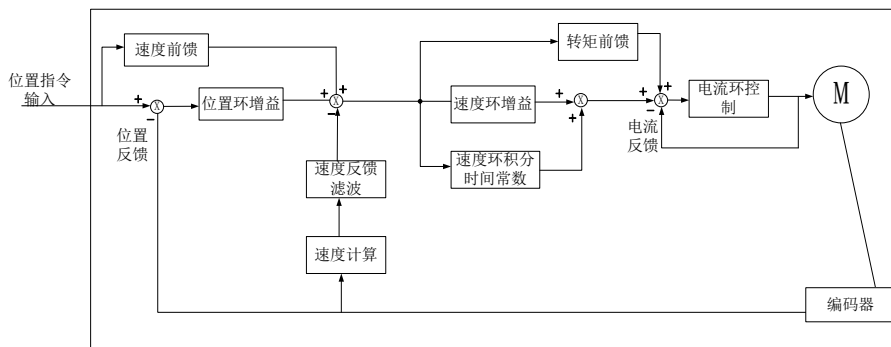 速度前馈
转矩前馈
位置指令
输入
+
−
位置环增益
+
+
−
速度环增益
+
+
+
+
−
电流环控
制
M
位置
反馈
电流
反馈
速度反馈
滤波
速度环积分
时间常数
速度计算
编码器